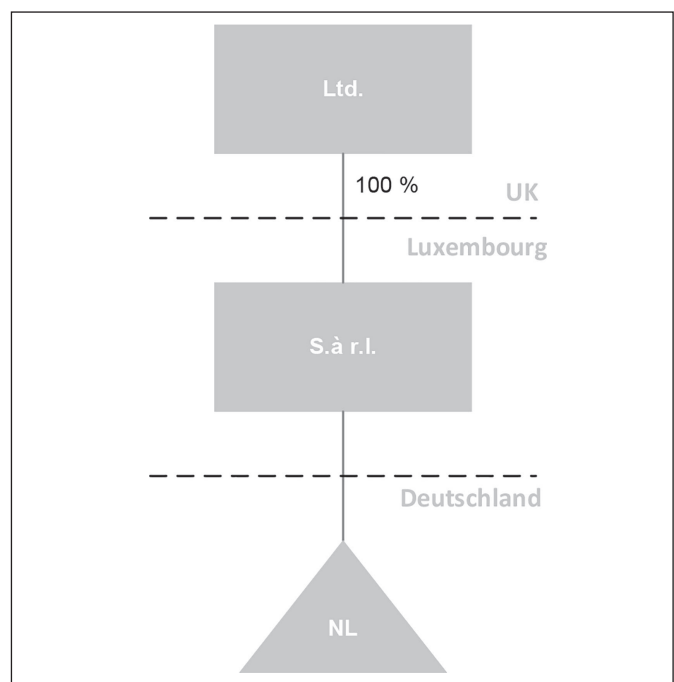 Ltd.
100 %
UK
Luxembourg
S.à r.l.
Deutschland
NL